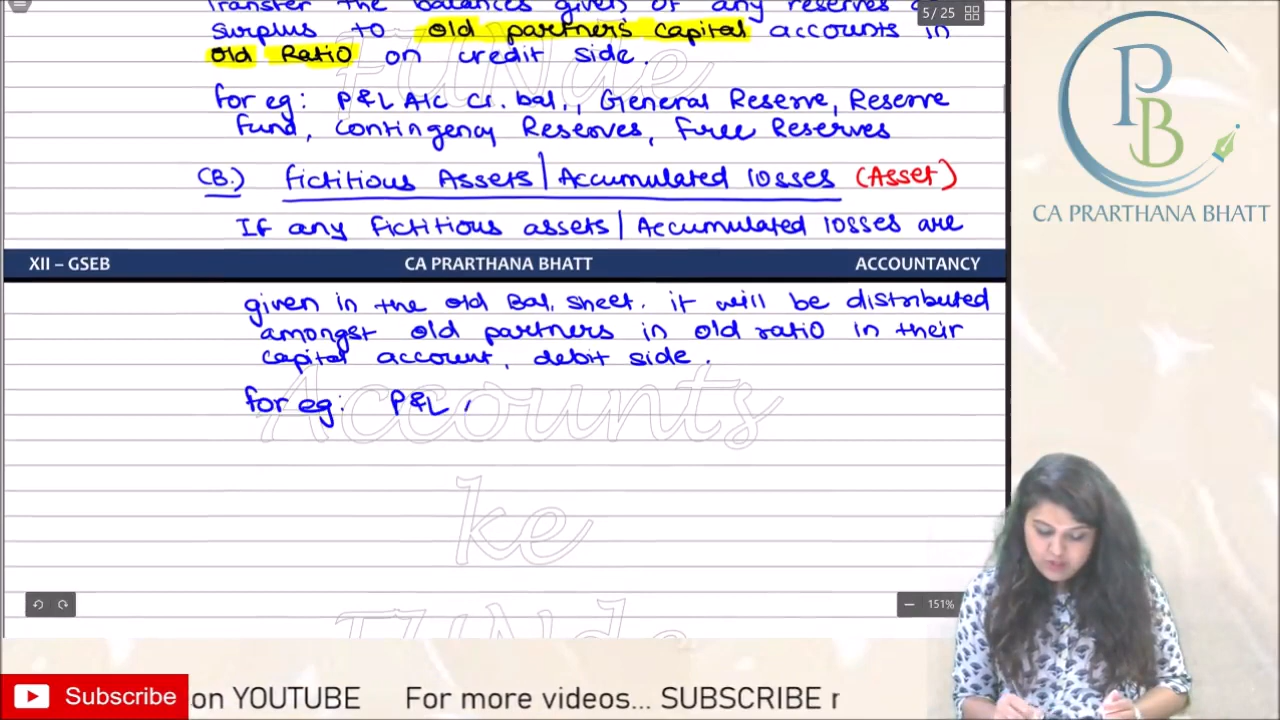 Transfer the balances given of any reserves
5/25
surplus to old partner's capital accounts in
old Ratio on credit side.
for eg: P&L A/c Cr. bal., General Reserve, Reserve
fund, Contingency Reserves, Free Reserves
(B.) fictitious Assets | Accumulated losses (Asset)
If any fictitious assets | Accumulated losses are
XII – GSEB CA PRARTHANA BHATT ACCOUNTANCY
given in the old Bal. sheet. it will be distributed
amongst old partners in old ratio in their
capital account, debit side.
for eg: P&L
Accounts
ke
FUNde
151%
PB
CA PRARTHANA BHATT
Subscribe on YOUTUBE For more videos... SUBSCRIBE